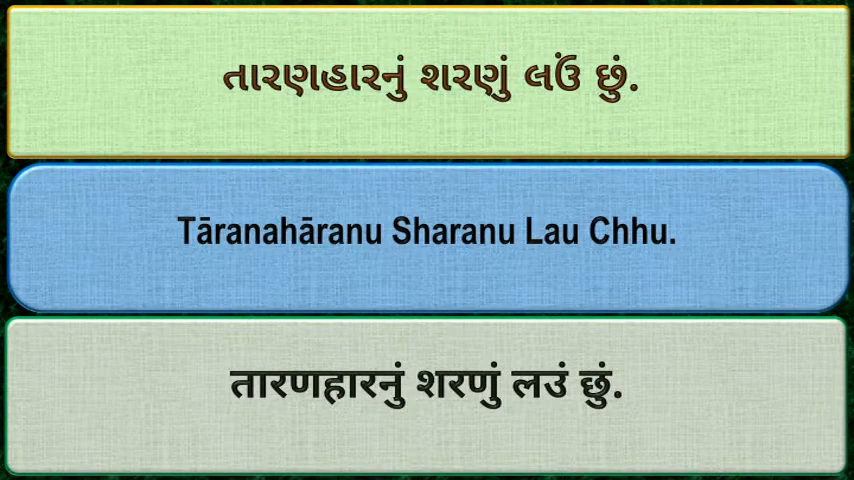 તારણહારનું શરણું લઉં છું.
Tāranahāranu Sharanu Lau Chhu.
तारणहारनुं शरणुं लउं छुं.